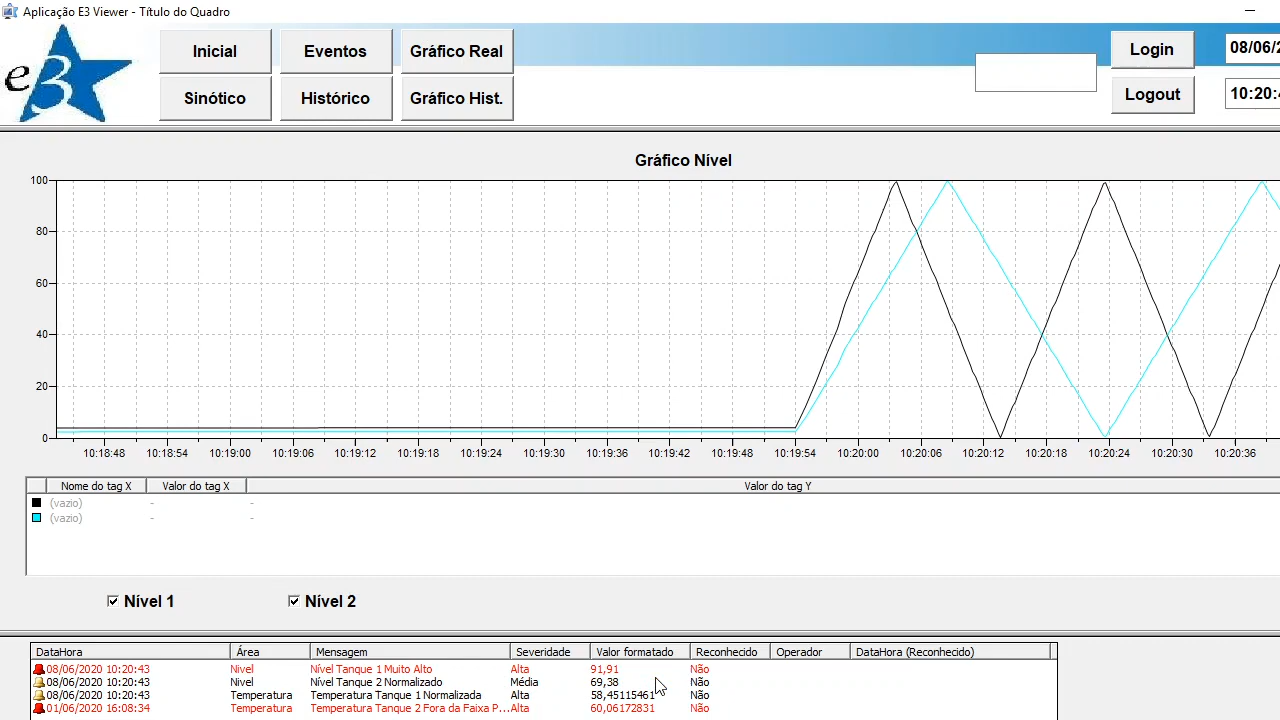 Aplicação E3 Viewer - Título do Quadro
e3
Inicial Eventos Gráfico Real Login 08/06/2
Sinótico Histórico Gráfico Hist. Logout 10:20:4
Gráfico Nível
100
80
60
40
20
0
10:18:48 10:18:54 10:19:00 10:19:06 10:19:12 10:19:18 10:19:24 10:19:30 10:19:36 10:19:42 10:19:48 10:19:54 10:20:00 10:20:06 10:20:12 10:20:18 10:20:24 10:20:30 10:20:36
Nome do tag X Valor do tag X Valor do tag Y
(vazio) - -
(vazio) - -
Nível 1 Nível 2
DataHora Área Mensagem Severidade Valor formatado Reconhecido Operador DataHora (Reconhecido)
08/06/2020 10:20:43 Nivel Nível Tanque 1 Muito Alto Alta 91,91 Não
08/06/2020 10:20:43 Nivel Nível Tanque 2 Normalizado Média 69,38 Não
08/06/2020 10:20:43 Temperatura Temperatura Tanque 1 Normalizada Alta 58,45115461 Não
01/06/2020 16:08:34 Temperatura Temperatura Tanque 2 Fora da Faixa P... Alta 60,06172831 Não